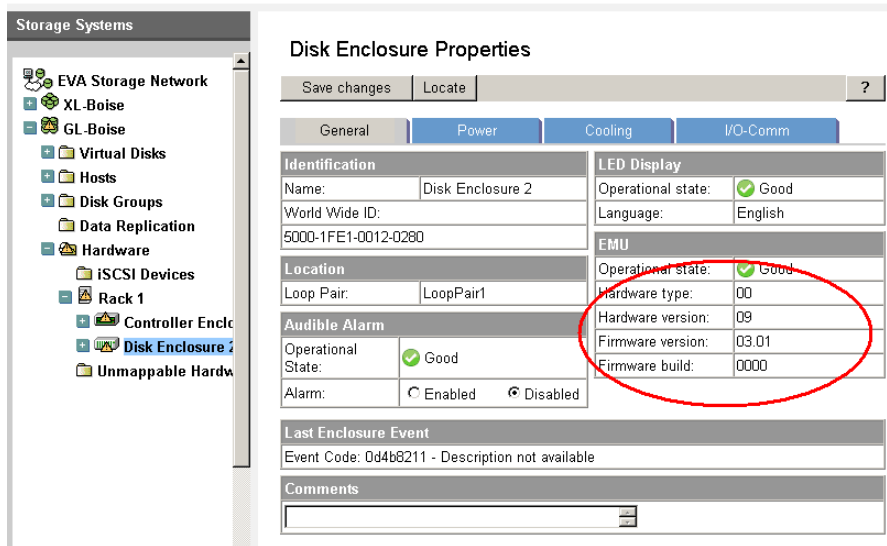 Storage Systems
EVA Storage Network
XL-Boise
GL-Boise
Virtual Disks
Hosts
Disk Groups
Data Replication
Hardware
iSCSI Devices
Rack 1
Controller Enclo
Disk Enclosure 2
Unmappable Hardw
Disk Enclosure Properties
Save changes Locate ?
General Power Cooling I/O-Comm
Identification
Name: Disk Enclosure 2
World Wide ID:
5000-1FE1-0012-0280
Location
Loop Pair: LoopPair1
Audible Alarm
Operational State: Good
Alarm: Enabled Disabled
LED Display
Operational state: Good
Language: English
EMU
Operational state: Good
Hardware type: 00
Hardware version: 09
Firmware version: 03.01
Firmware build: 0000
Last Enclosure Event
Event Code: 0d4b8211 - Description not available
Comments